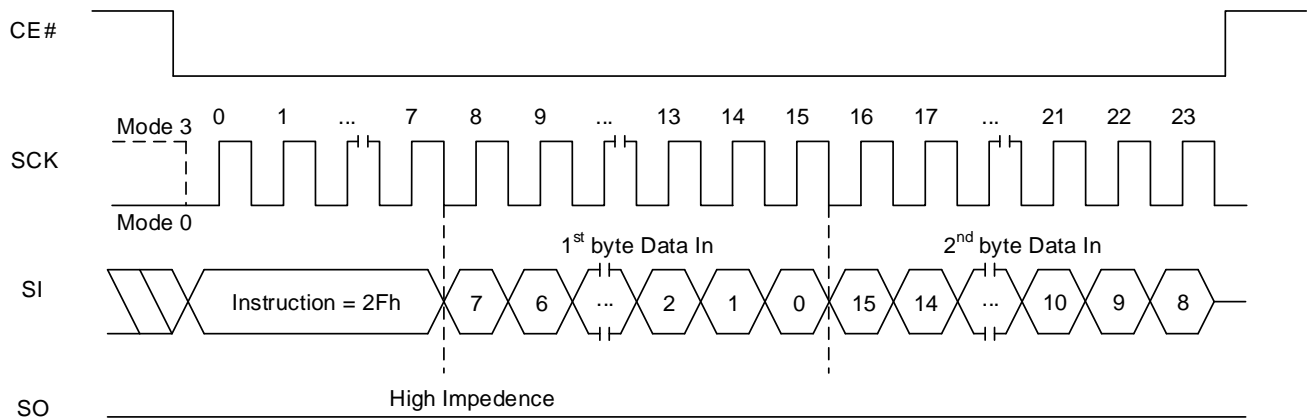 CE#
0 1 ... 7 8 9 ... 13 14 15 16 17 ... 21 22 23
Mode 3
SCK
Mode 0
1st byte Data In 2nd byte Data In
SI Instruction = 2Fh 7 6 ... 2 1 0 15 14 ... 10 9 8
High Impedence
SO